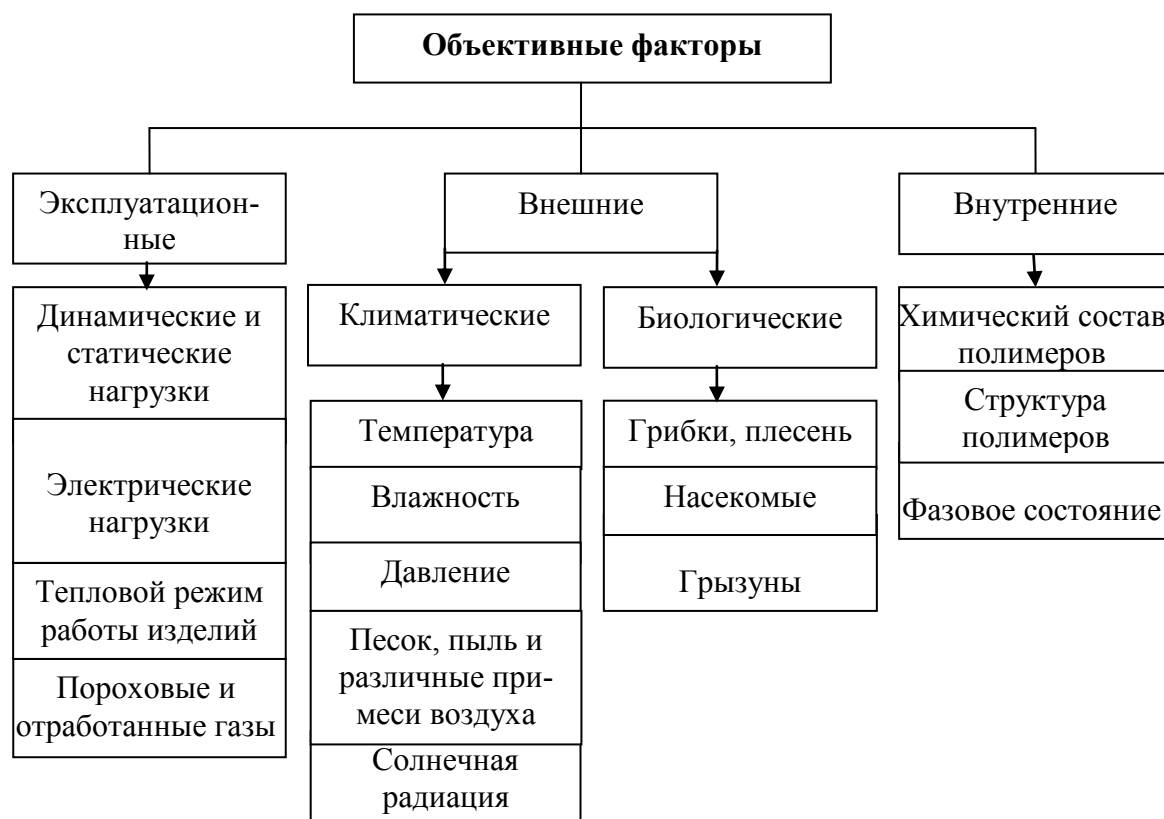 Объективные факторы
Эксплуатацион-
ные
Внешние
Внутренние
Динамические и
статические
нагрузки
Электрические
нагрузки
Тепловой режим
работы изделий
Пороховые и
отработанные газы
Климатические
Температура
Влажность
Давление
Песок, пыль и
различные при-
меси воздуха
Солнечная
радиация
Биологические
Грибки, плесень
Насекомые
Грызуны
Химический состав
полимеров
Структура
полимеров
Фазовое состояние